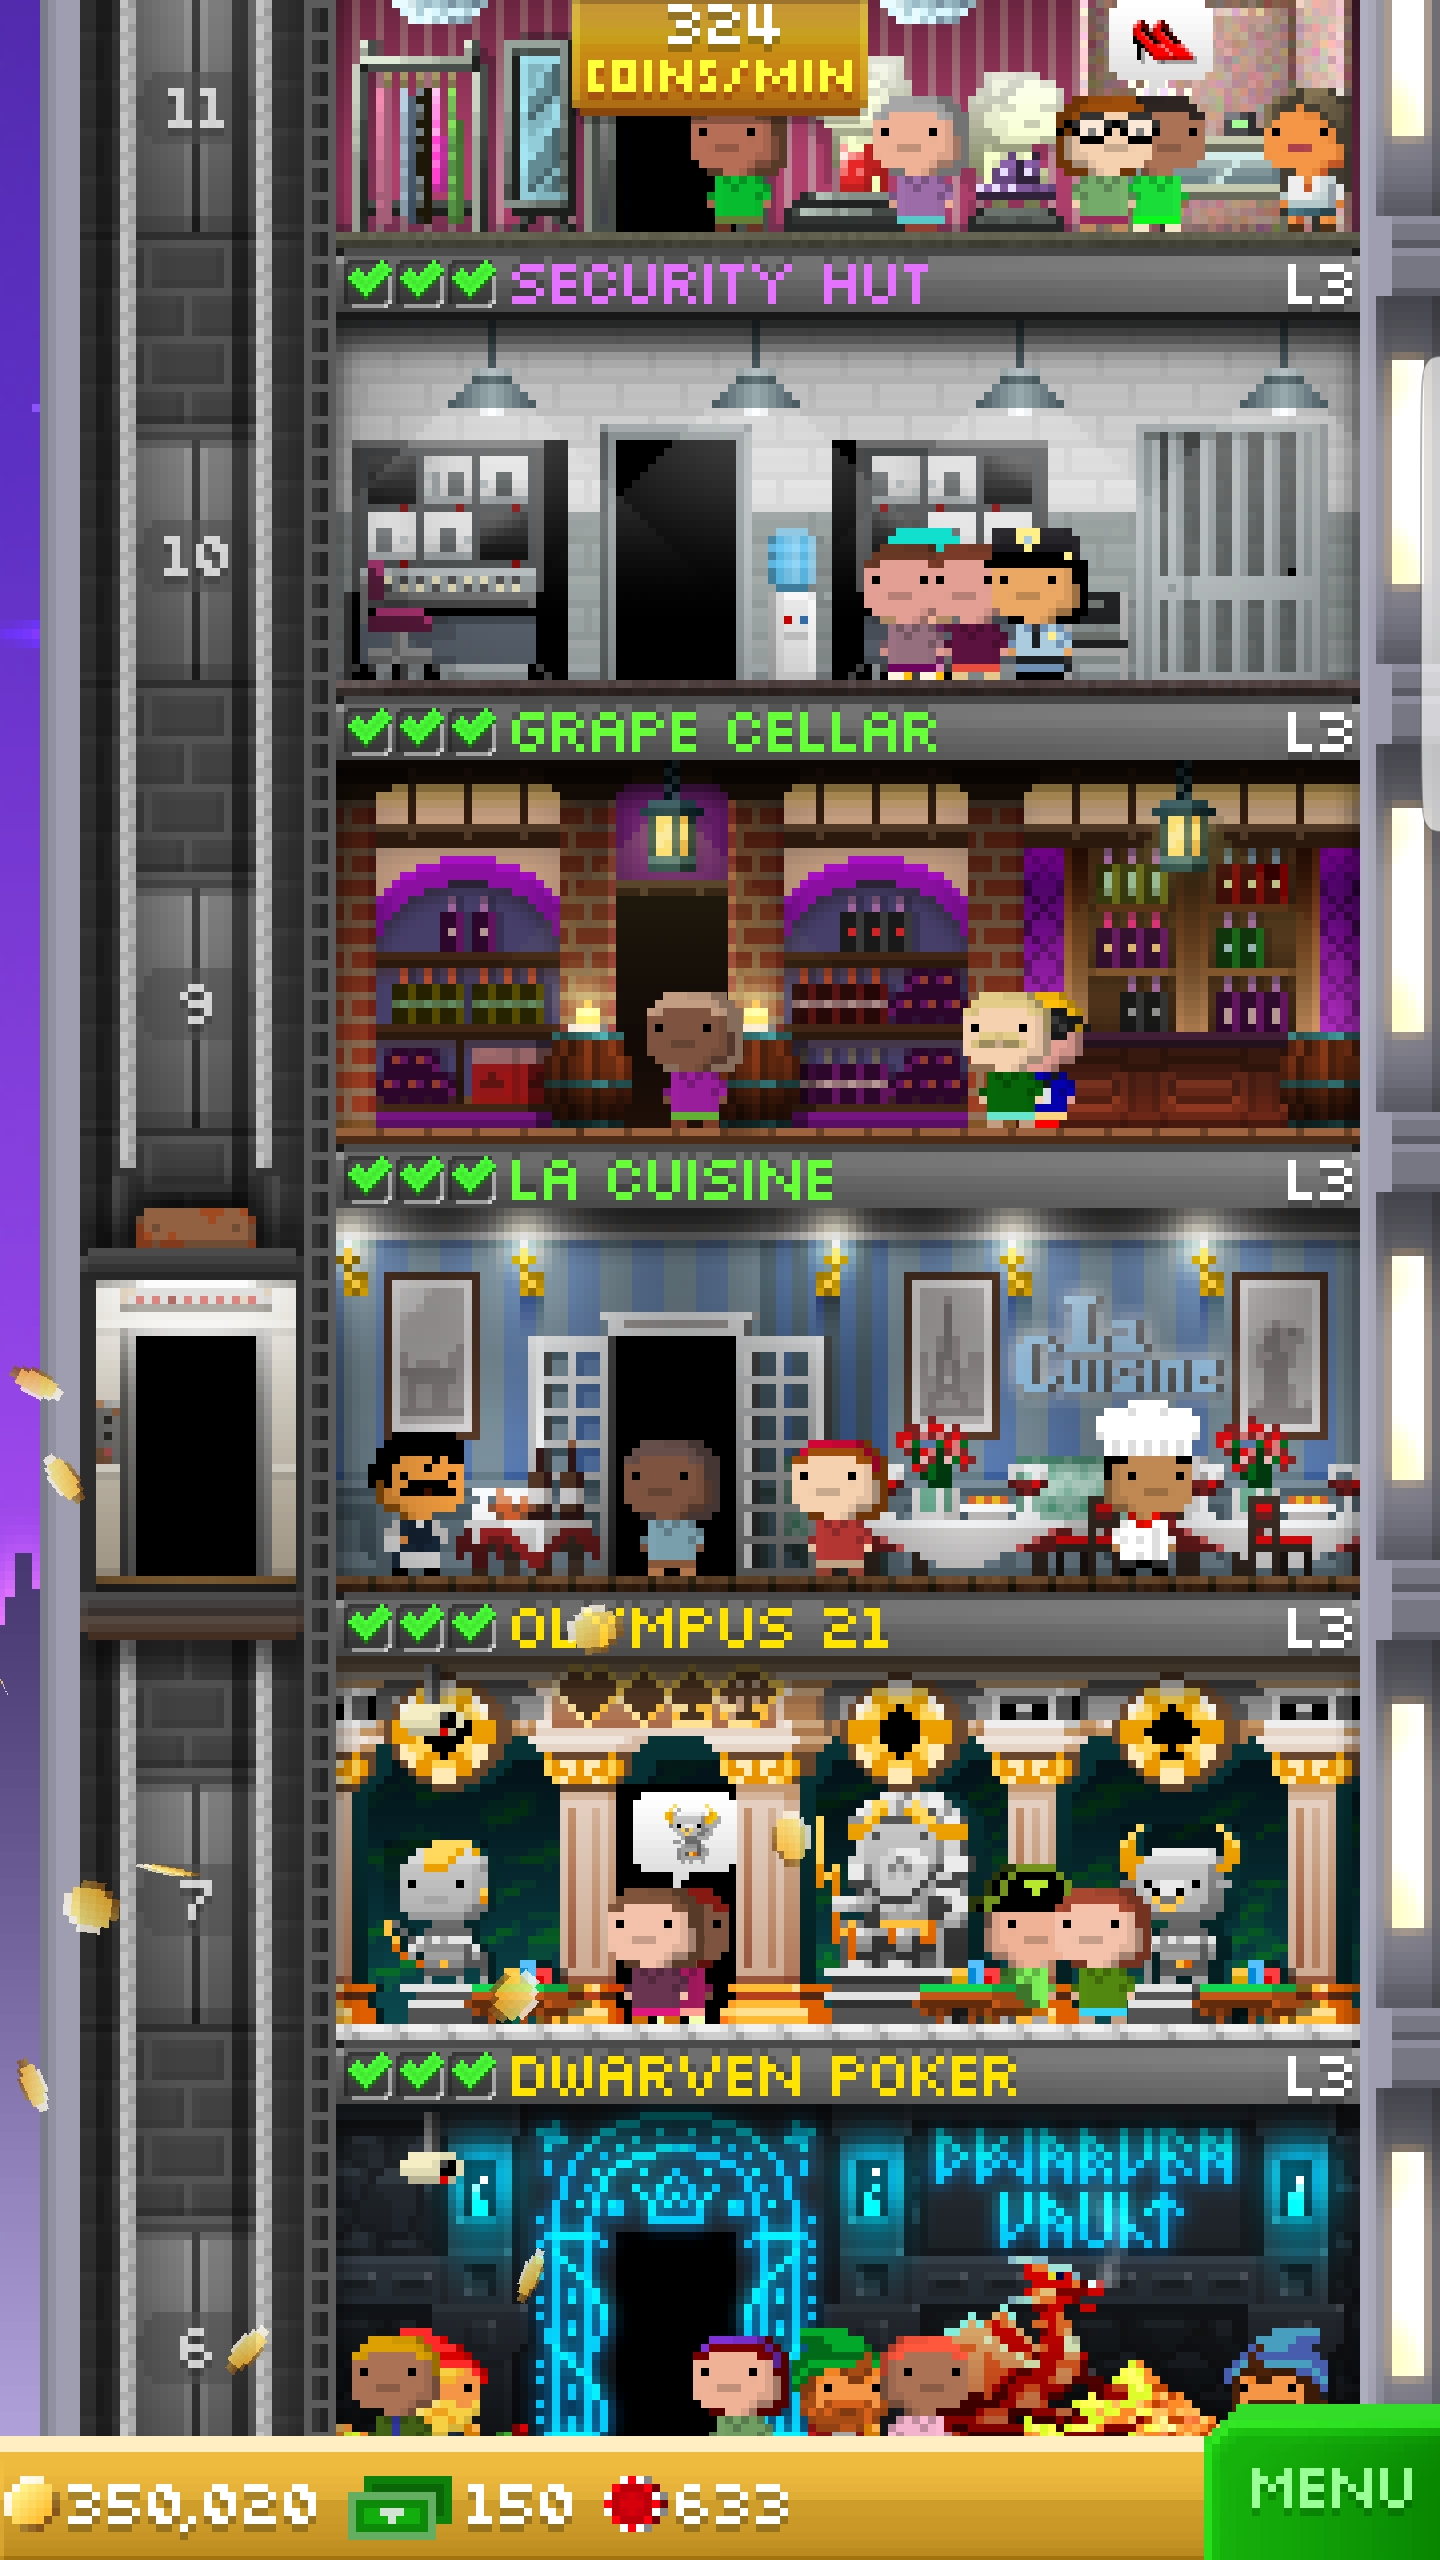 324
COINS/MIN
11
SECURITY HUT L3
10
GRAPE CELLAR L3
9
LA CUISINE L3
La
Cuisine
OLYMPUS 21 L3
7
DWARVEN POKER L3
DWARVEN
VAULT
6
350,020 150 633
MENU